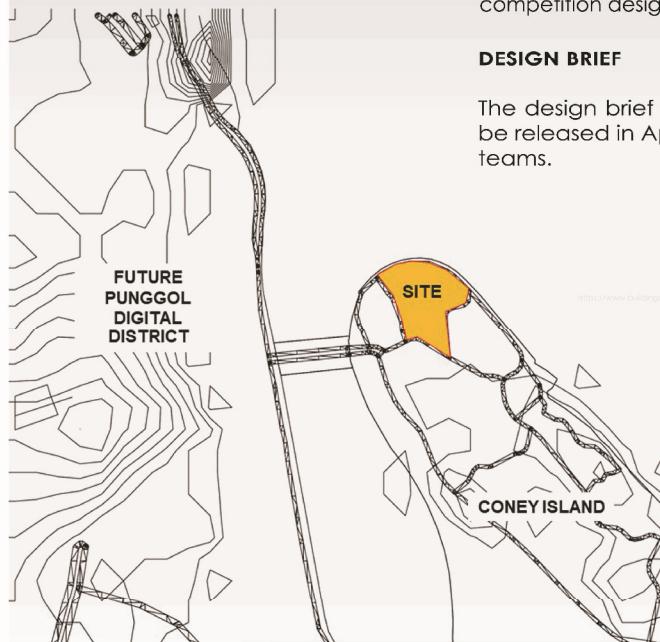 competition desig
DESIGN BRIEF
The design brief
be released in Ap
teams.
FUTURE
PUNGGOL
DIGITAL
DISTRICT
SITE
CONEY ISLAND